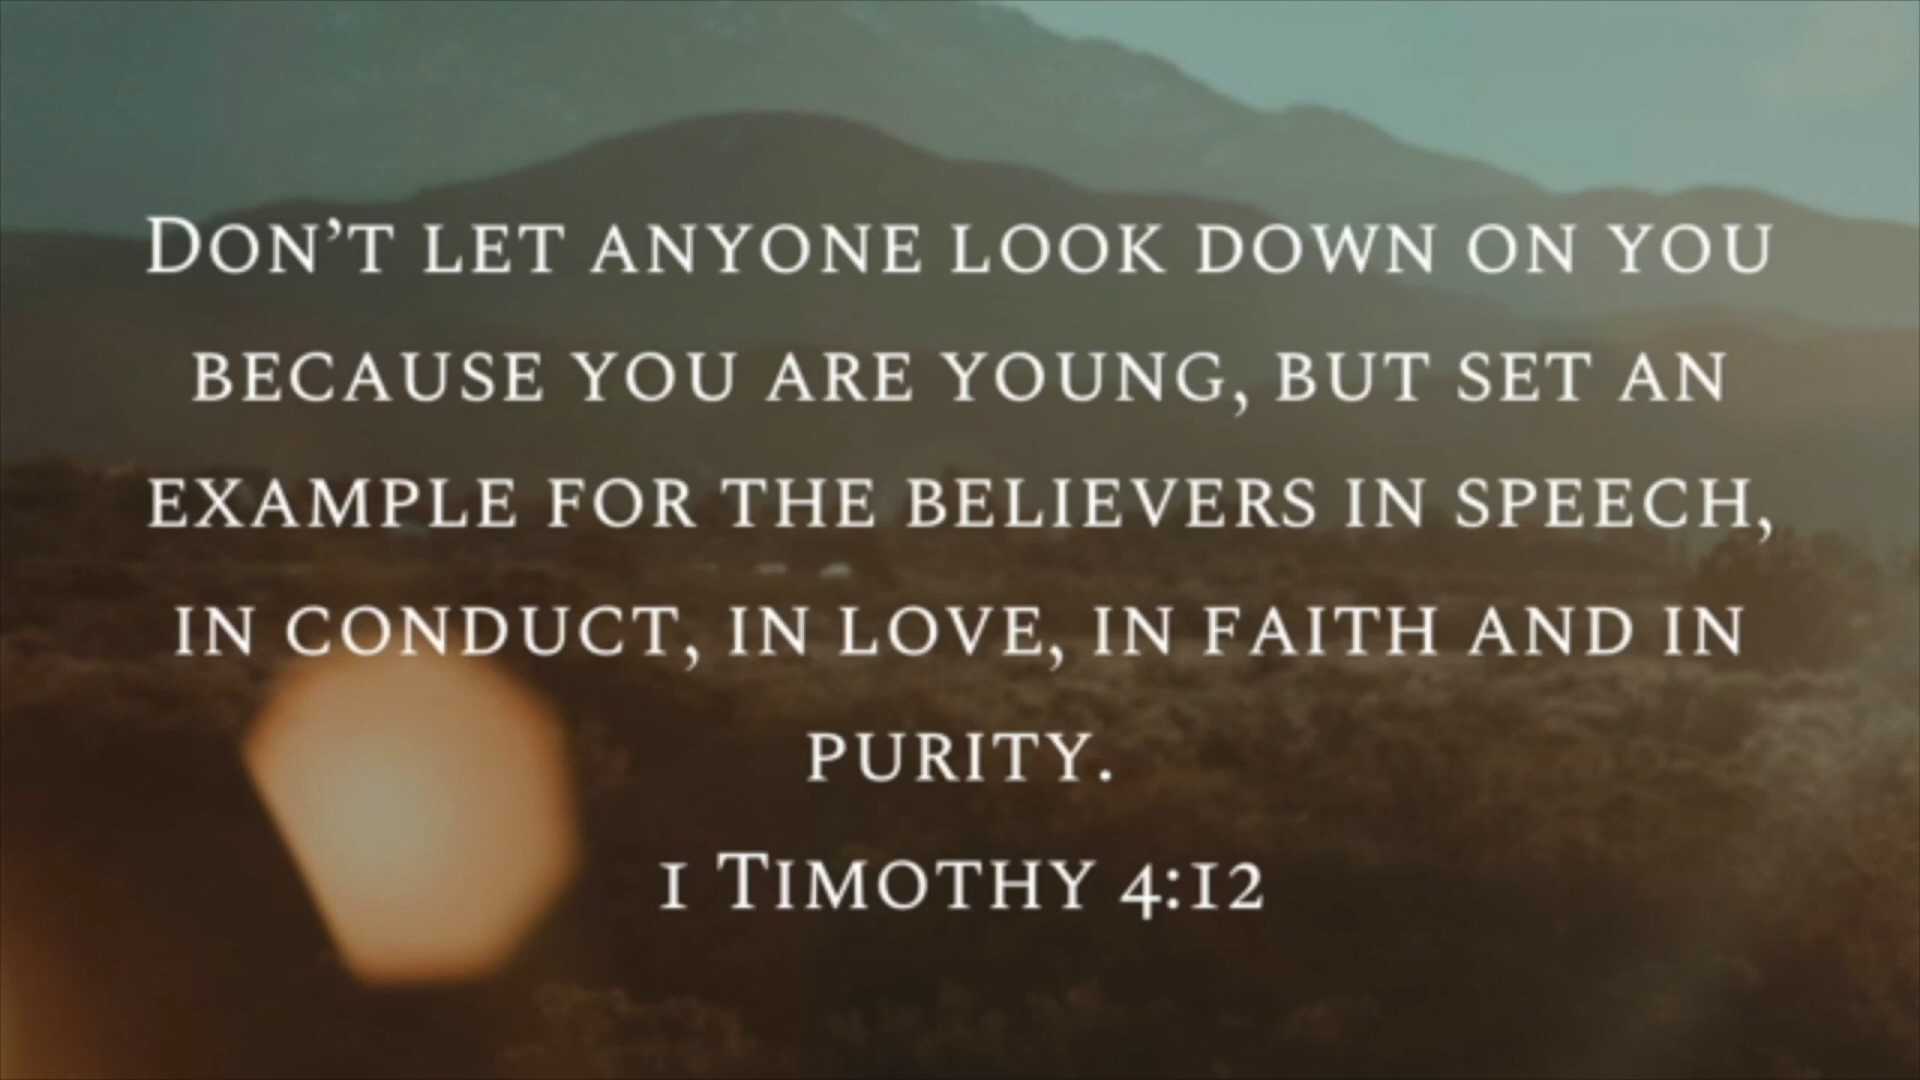 Don’t let anyone look down on you
because you are young, but set an
example for the believers in speech,
in conduct, in love, in faith and in
purity.
1 Timothy 4:12